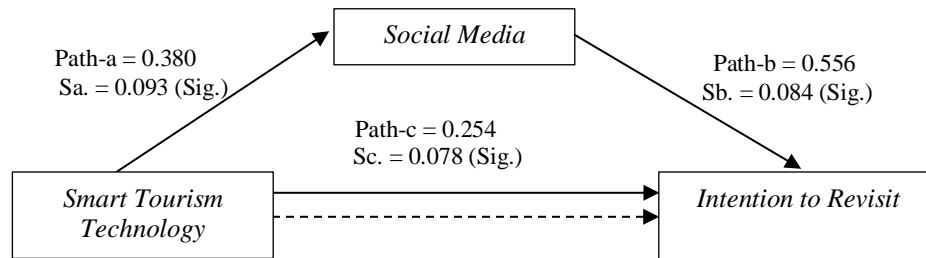 Social Media
Path-a = 0.380
Sa. = 0.093 (Sig.)
Path-b = 0.556
Sb. = 0.084 (Sig.)
Path-c = 0.254
Sc. = 0.078 (Sig.)
Smart Tourism
Technology
Intention to Revisit